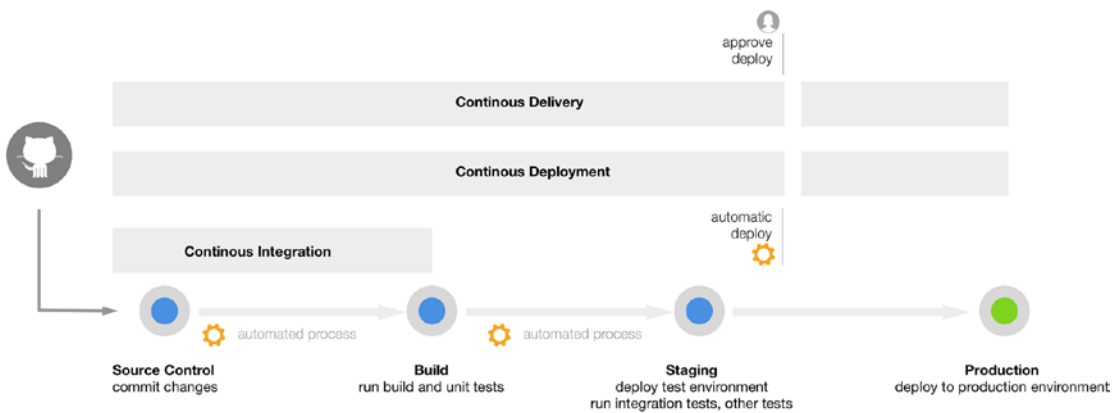 approve
deploy
Continous Delivery
Continous Deployment
automatic
deploy
Continous Integration
automated process
automated process
Source Control
commit changes
Build
run build and unit tests
Staging
deploy test environment
run integration tests, other tests
Production
deploy to production environment